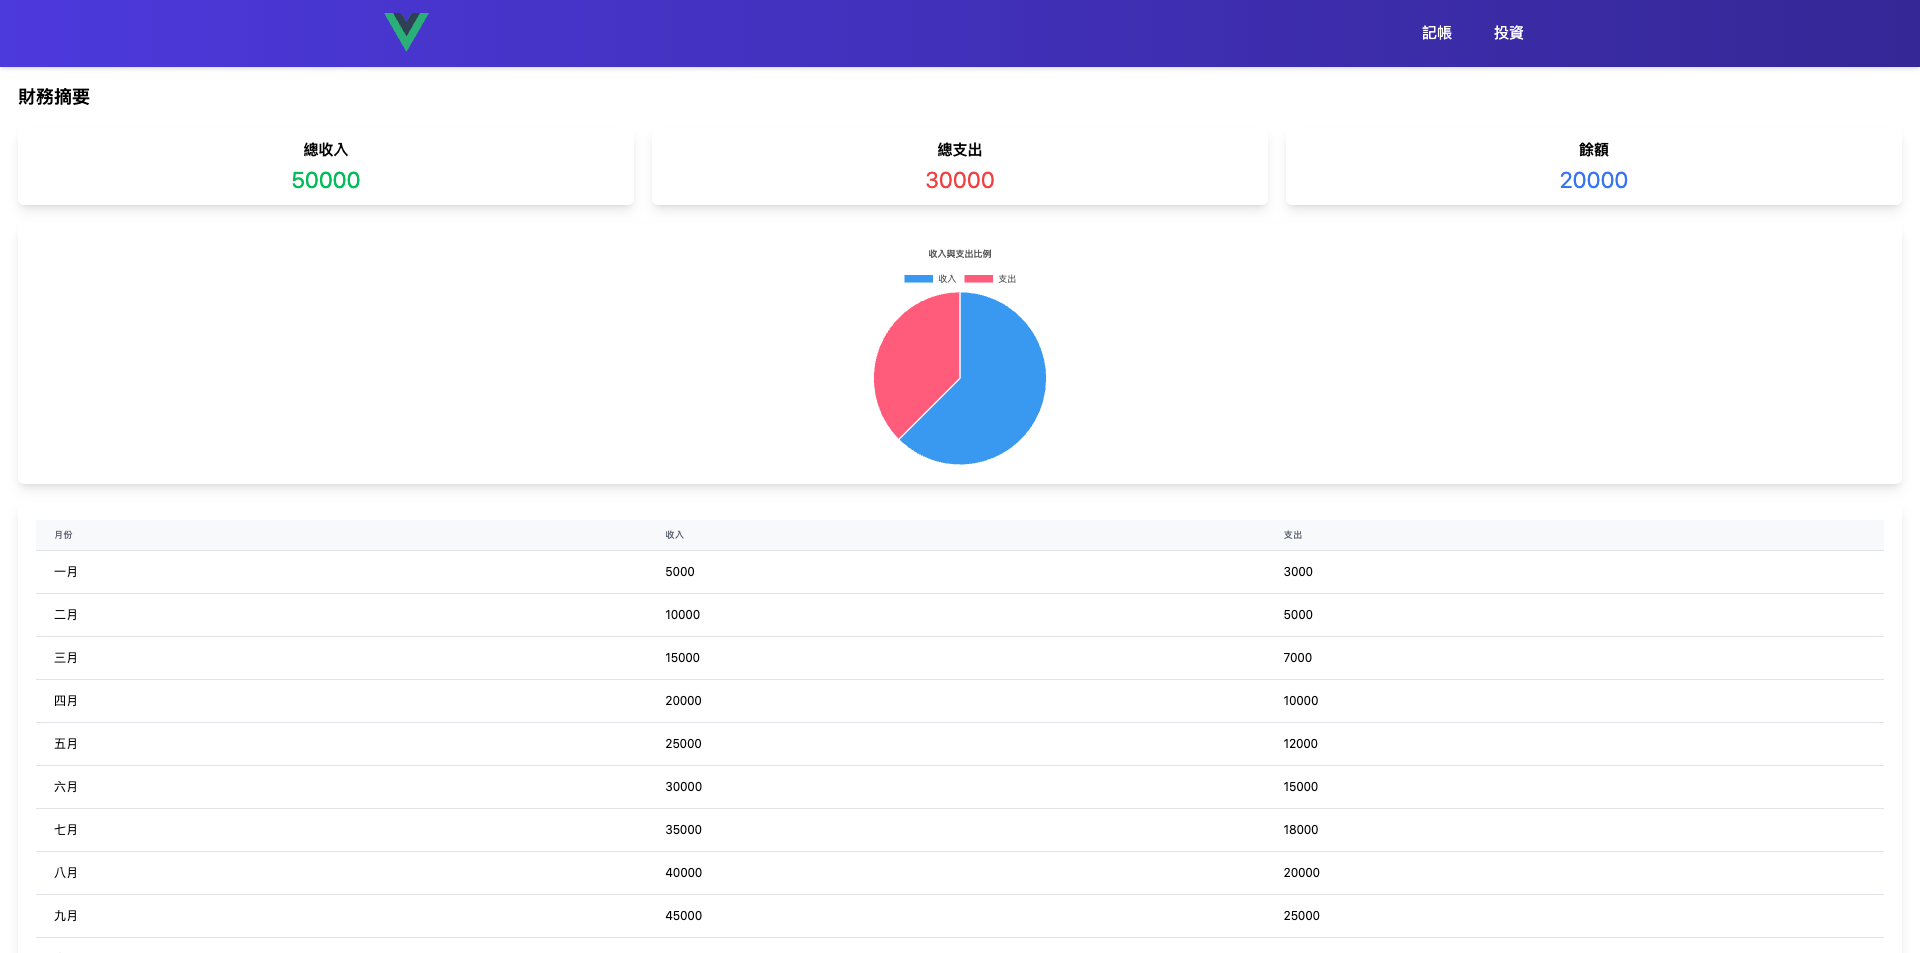 記帳 投資
財務摘要
總收入 總支出 餘額
50000 30000 20000
收入與支出比例
收入 支出
月份 收入 支出
一月 5000 3000
二月 10000 5000
三月 15000 7000
四月 20000 10000
五月 25000 12000
六月 30000 15000
七月 35000 18000
八月 40000 20000
九月 45000 25000